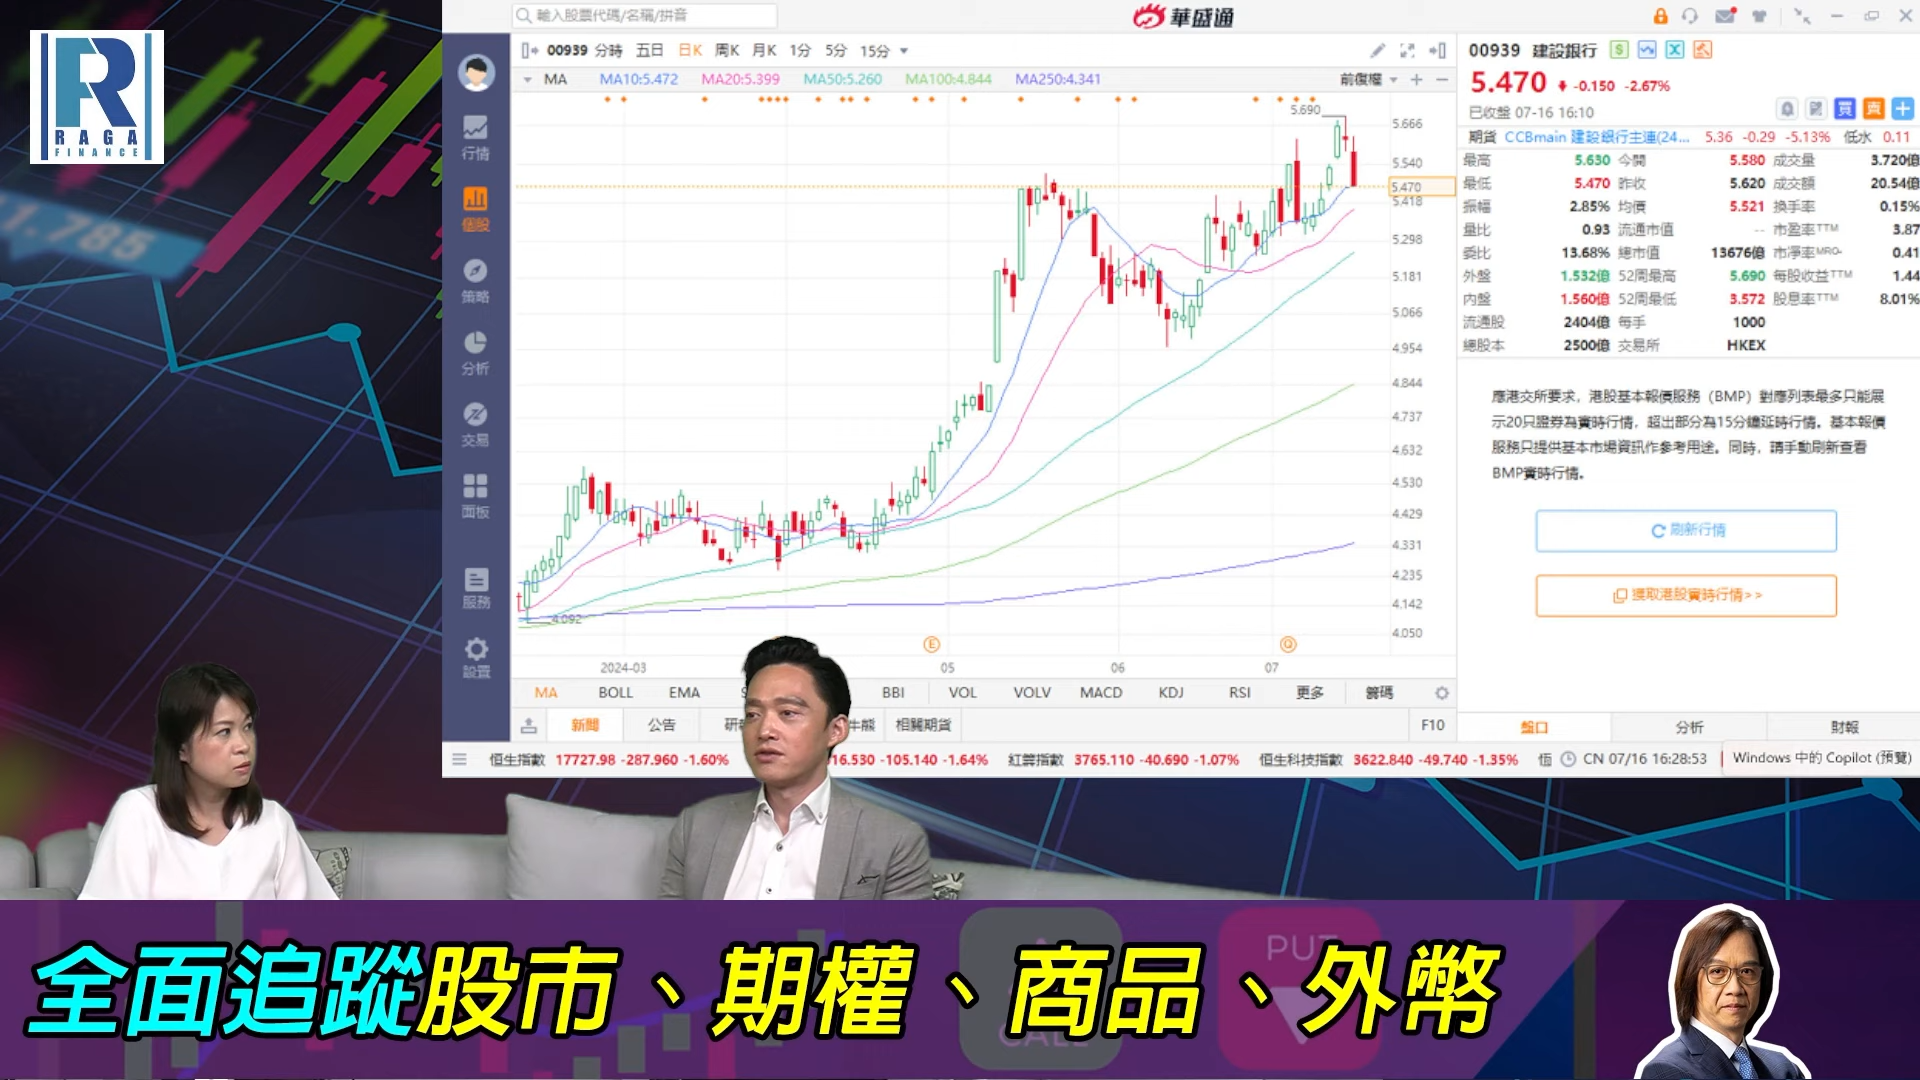 RAGA
FINANCE
1.785
輸入股票代碼/名稱/拼音
華盛通
00939 分時 五日 日K 周K 月K 1分 5分 15分
MA MA10:5.472 MA20:5.399 MA50:5.260 MA100:4.844 MA250:4.341 前復權
行情
個股
策略
分析
交易
面板
服務
設置
5.690
4.092
5.666
5.540
5.470
5.418
5.298
5.181
5.066
4.954
4.844
4.737
4.632
4.530
4.429
4.331
4.235
4.142
4.050
E
Q
2024-03 05 06 07
MA BOLL EMA BBI VOL VOLV MACD KDJ RSI 更多 籌碼
新聞 公告 牛熊 相關期貨 F10
00939 建設銀行
5.470 -0.150 -2.67%
已收盤 07-16 16:10
買 賣
期貨 CCBmain 建設銀行主連(24... 5.36 -0.29 -5.13% 低水 0.11
最高 5.630 今開 5.580 成交量 3.720億
最低 5.470 昨收 5.620 成交額 20.54億
振幅 2.85% 均價 5.521 換手率 0.15%
量比 0.93 流通市值 -- 市盈率TTM 3.87
委比 13.68% 總市值 13676億 市淨率MRQ 0.41
外盤 1.532億 52周最高 5.690 每股收益TTM 1.44
內盤 1.560億 52周最低 3.572 股息率TTM 8.01%
流通股 2404億 每手 1000
總股本 2500億 交易所 HKEX
應港交所要求，港股基本報價服務（BMP）對應列表最多只能展
示20只證券為實時行情，超出部分為15分鐘延時行情。基本報價
服務只提供基本市場資訊作參考用途。同時，請手動刷新查看
BMP實時行情。
刷新行情
獲取港股實時行情>>
盤口 分析 財報
恒生指數 17727.98 -287.960 -1.60% 16.530 -105.140 -1.64% 紅籌指數 3765.110 -40.690 -1.07% 恒生科技指數 3622.840 -49.740 -1.35% 恒 CN 07/16 16:28:53
Windows 中的 Copilot (預覽)
全面追蹤股市、期權、商品、外幣
CALL
PUT